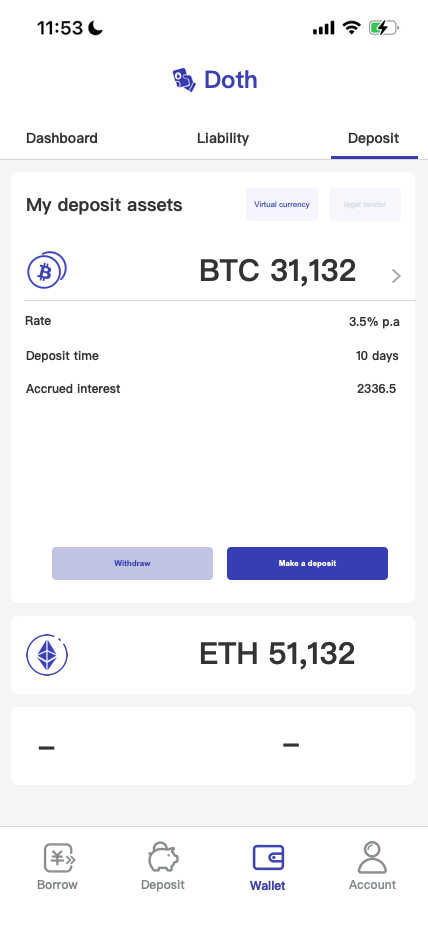 11:53
Doth
Dashboard Liability Deposit
My deposit assets Virtual currency legal tender
BTC 31,132
Rate 3.5% p.a
Deposit time 10 days
Accrued interest 2336.5
Withdraw Make a deposit
ETH 51,132
– –
Borrow Deposit Wallet Account